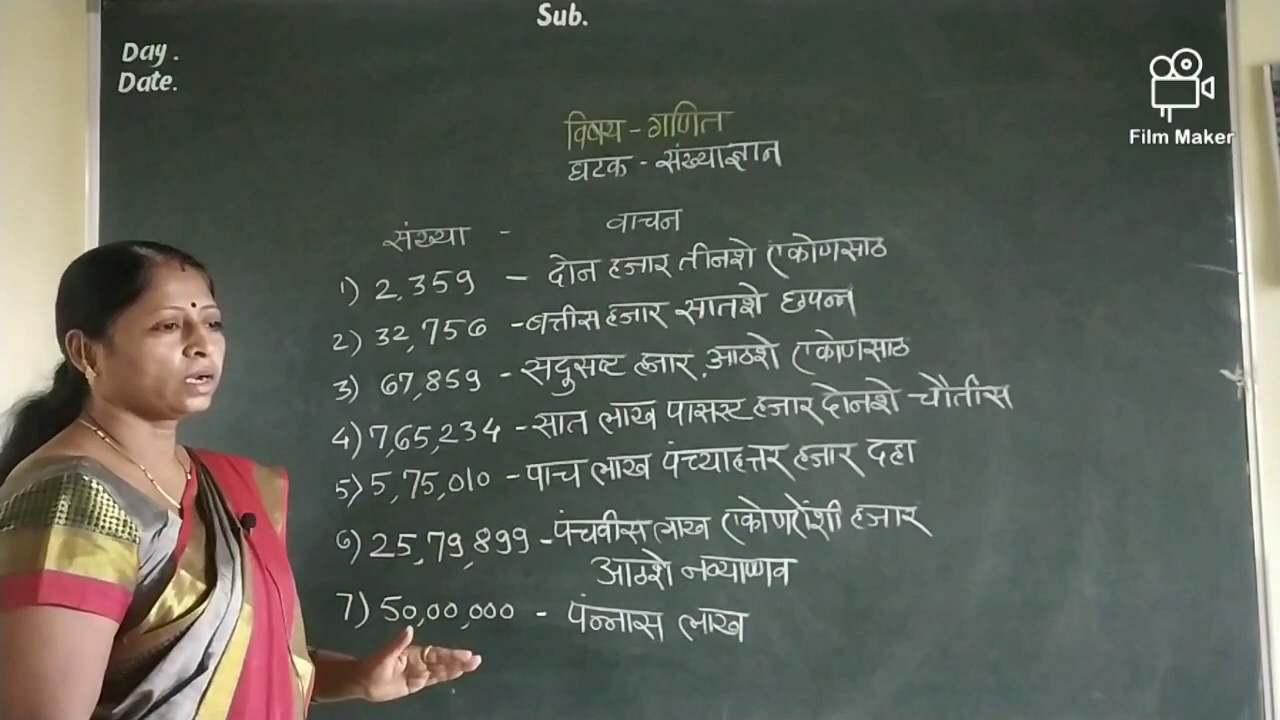 Sub.
Day.
Date.
Film Maker
विषय - गणित
घटक - संख्याज्ञान
संख्या - वाचन
1) 2,359 - दोन हजार तीनशे एकोणसाठ
2) 32,756 - बत्तीस हजार सातशे छप्पन्न
3) 67,859 - सदुसष्ट हजार, आठशे एकोणसाठ
4) 7,65,234 - सात लाख पासस्ट हजार दोनशे चौतीस
5) 5,75,010 - पाच लाख पंच्याहत्तर हजार दहा
6) 25,79,899 - पंचवीस लाख एकोणऐंशी हजार
आठशे नव्याण्णव
7) 50,00,000 - पंन्नास लाख